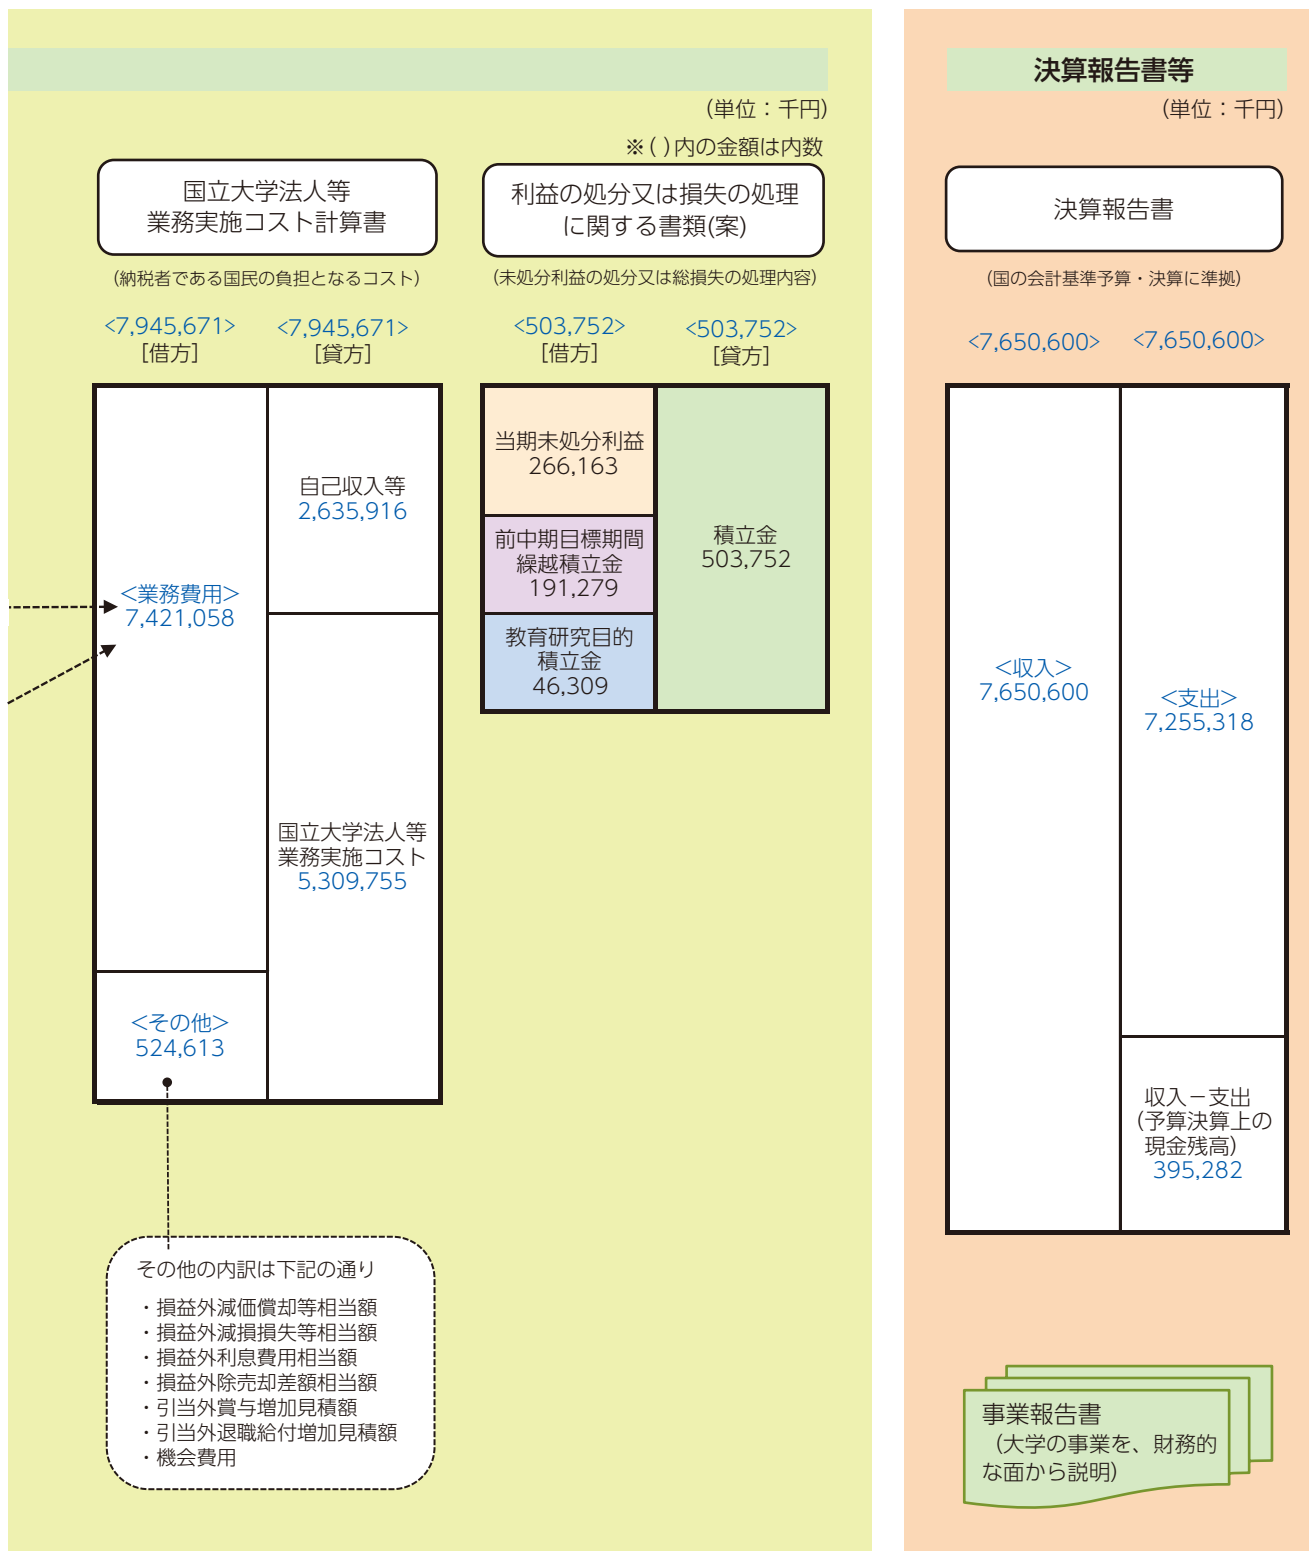 (単位：千円)
※( )内の金額は内数
国立大学法人等
業務実施コスト計算書
(納税者である国民の負担となるコスト)
<7,945,671>
[借方]
<7,945,671>
[貸方]
<業務費用>
7,421,058
<その他>
524,613
自己収入等
2,635,916
国立大学法人等
業務実施コスト
5,309,755
その他の内訳は下記の通り
・損益外減価償却等相当額
・損益外減損損失等相当額
・損益外利息費用相当額
・損益外除売却差額相当額
・引当外賞与増加見積額
・引当外退職給付増加見積額
・機会費用
利益の処分又は損失の処理
に関する書類(案)
(未処分利益の処分又は総損失の処理内容)
<503,752>
[借方]
<503,752>
[貸方]
当期未処分利益
266,163
前中期目標期間
繰越積立金
191,279
教育研究目的
積立金
46,309
積立金
503,752
決算報告書等
(単位：千円)
決算報告書
(国の会計基準予算・決算に準拠)
<7,650,600>
<7,650,600>
<収入>
7,650,600
<支出>
7,255,318
収入－支出
(予算決算上の
現金残高)
395,282
事業報告書
(大学の事業を、財務的
な面から説明)